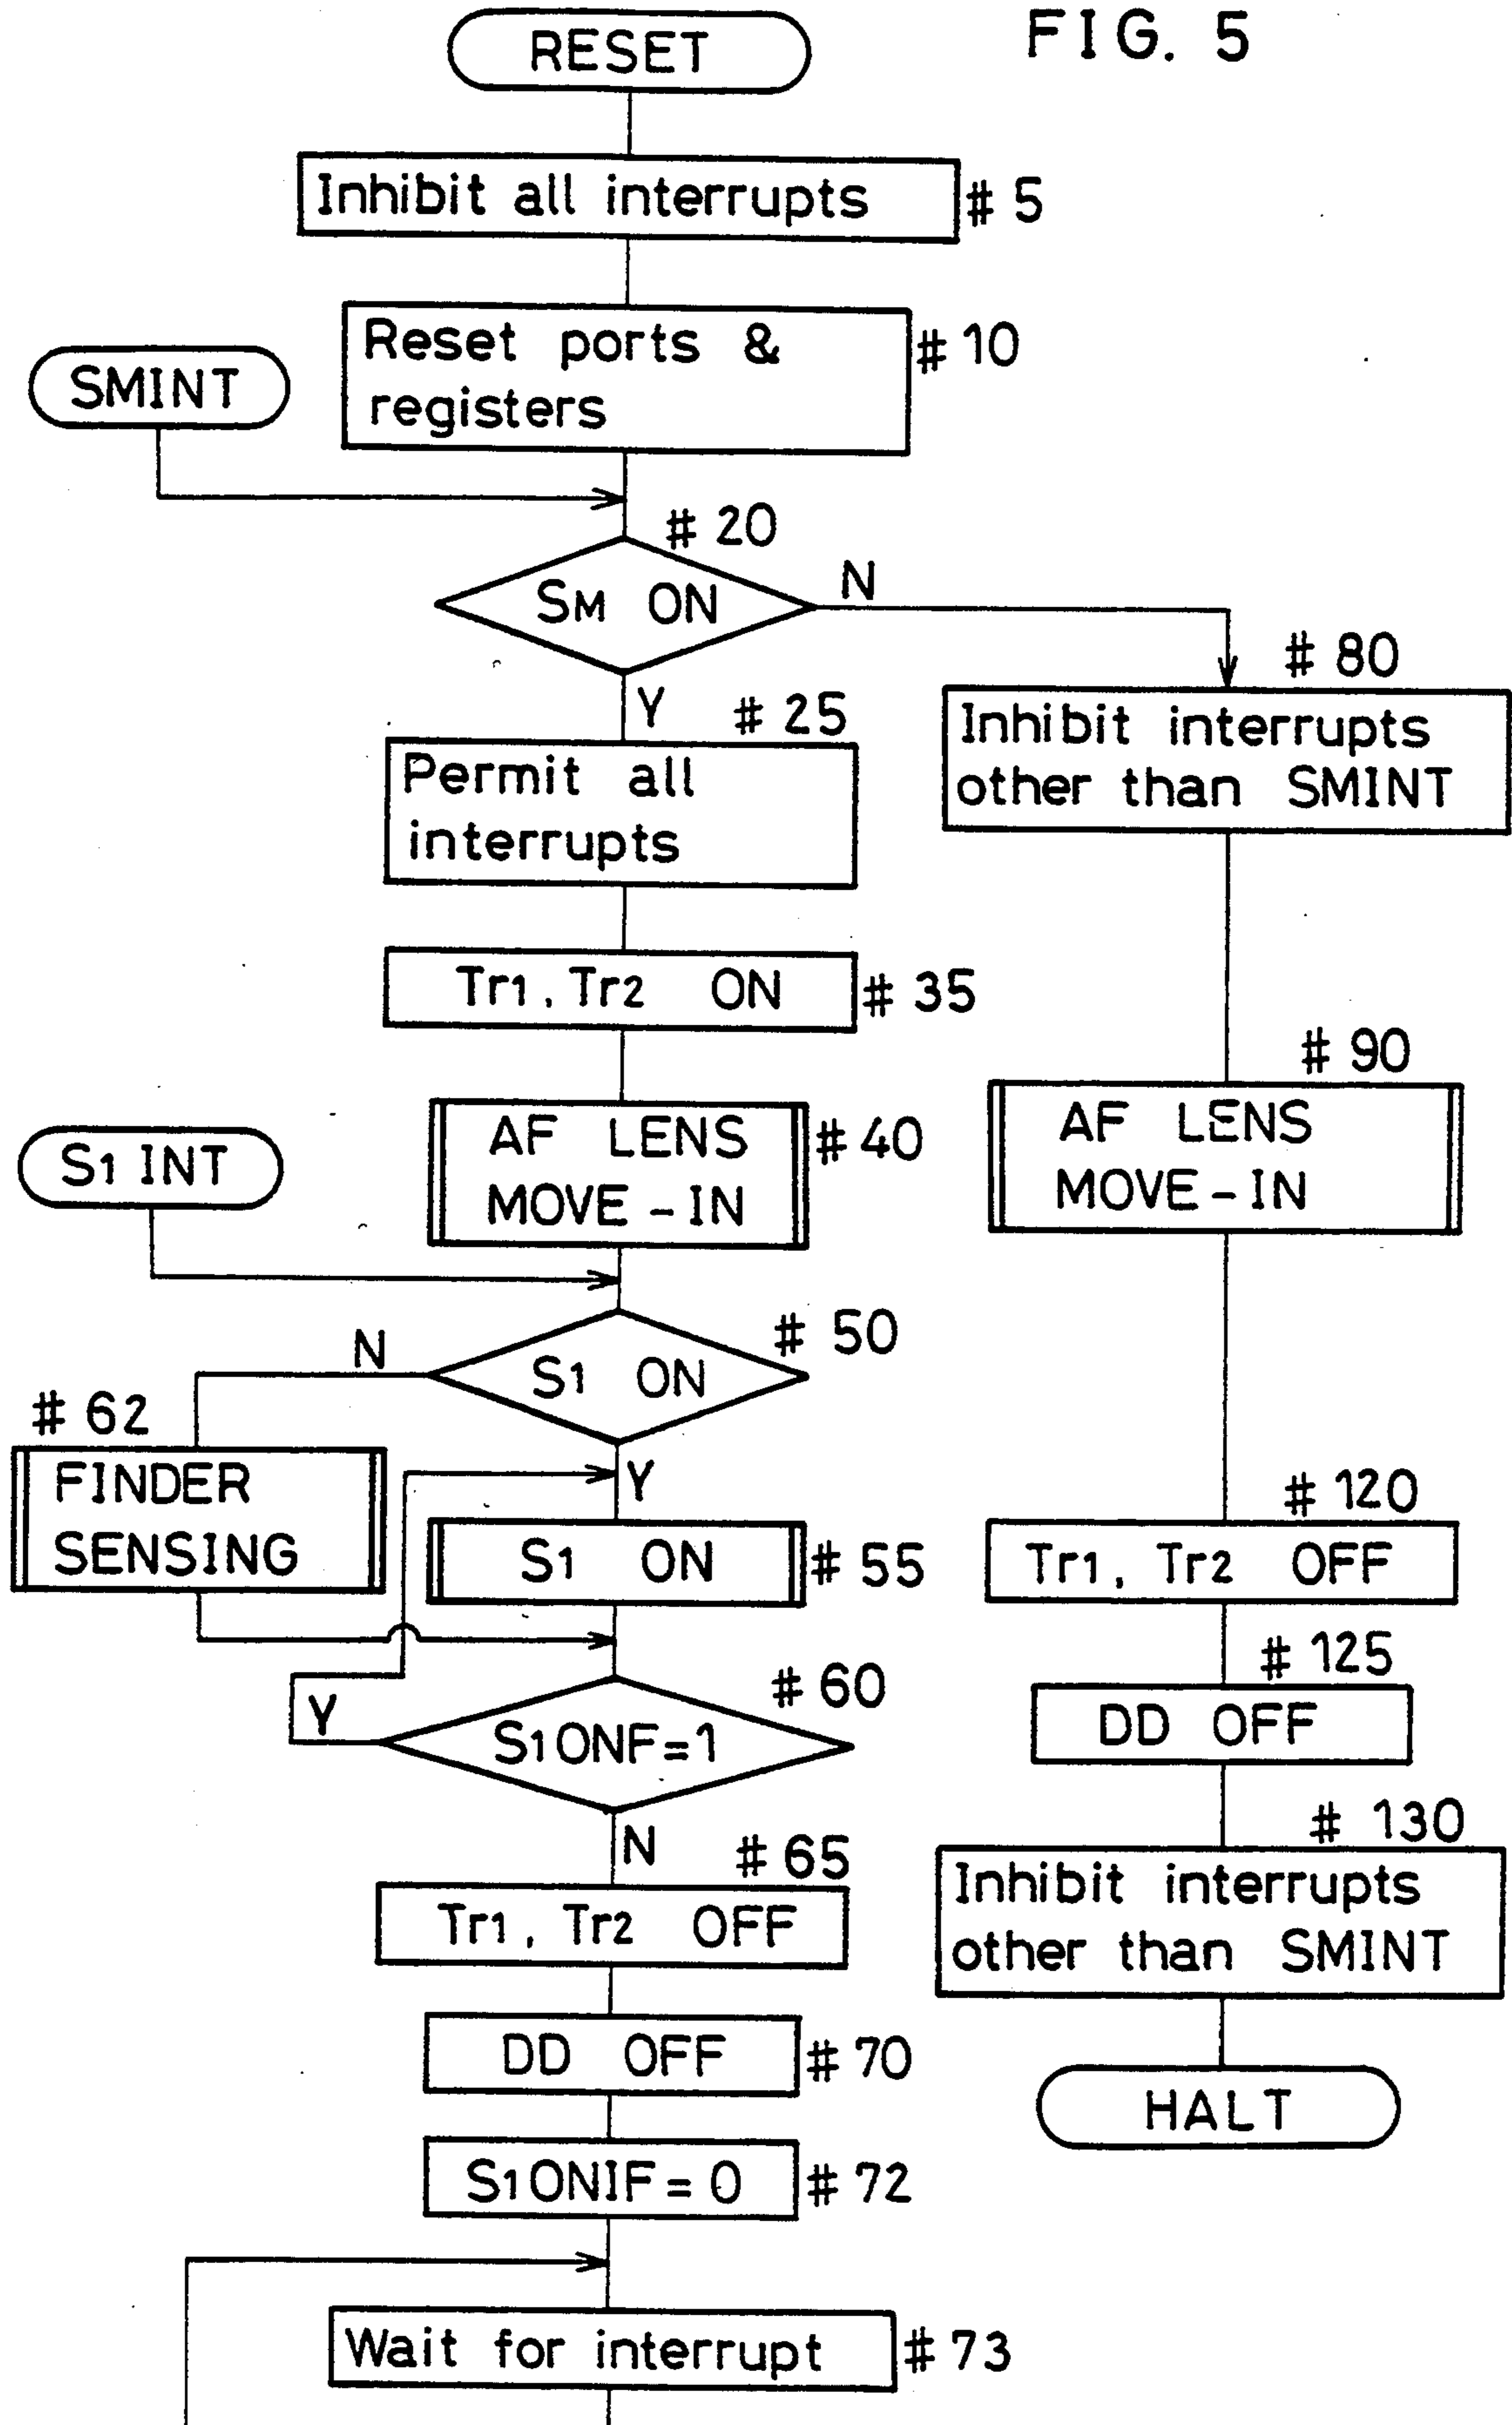 FIG. 5
RESET
Inhibit all interrupts
# 5
Reset ports &
registers
# 10
SMINT
# 20
SM ON
N
Y
# 25
Permit all
interrupts
# 80
Inhibit interrupts
other than SMINT
Tr1, Tr2 ON
# 35
AF LENS
MOVE-IN
# 40
# 90
AF LENS
MOVE-IN
S1 INT
# 50
S1 ON
N
Y
# 62
FINDER
SENSING
S1 ON
# 55
# 60
S1ONF=1
Y
N
# 65
Tr1, Tr2 OFF
DD OFF
# 70
S1ONIF=0
# 72
Wait for interrupt
# 73
# 120
Tr1, Tr2 OFF
# 125
DD OFF
# 130
Inhibit interrupts
other than SMINT
HALT